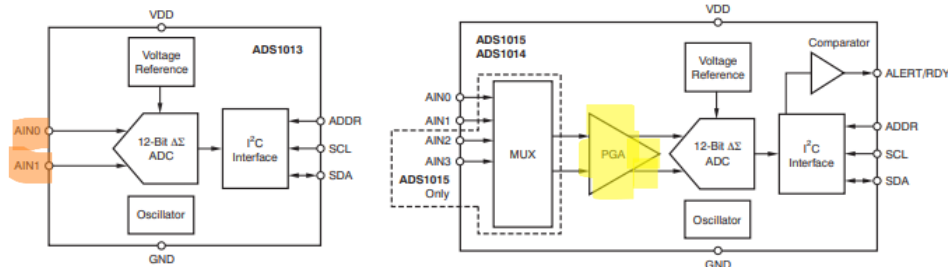 VDD
ADS1013
Voltage
Reference
AIN0
AIN1
12-Bit ΔΣ
ADC
I²C
Interface
ADDR
SCL
SDA
Oscillator
GND
VDD
ADS1015
ADS1014
Comparator
Voltage
Reference
ALERT/RDY
AIN0
AIN1
AIN2
AIN3
ADS1015
Only
MUX
PGA
12-Bit ΔΣ
ADC
I²C
Interface
ADDR
SCL
SDA
Oscillator
GND